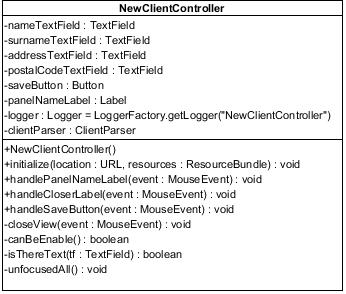 NewClientController
-nameTextField : TextField
-surnameTextField : TextField
-addressTextField : TextField
-postalCodeTextField : TextField
-saveButton : Button
-panelNameLabel : Label
-logger : Logger = LoggerFactory.getLogger("NewClientController")
-clientParser : ClientParser
+NewClientController()
+initialize(location : URL, resources : ResourceBundle) : void
+handlePanelNameLabel(event : MouseEvent) : void
+handleCloserLabel(event : MouseEvent) : void
+handleSaveButton(event : MouseEvent) : void
-closeView(event : MouseEvent) : void
-canBeEnable() : boolean
-isThereText(tf : TextField) : boolean
-unfocusedAll() : void